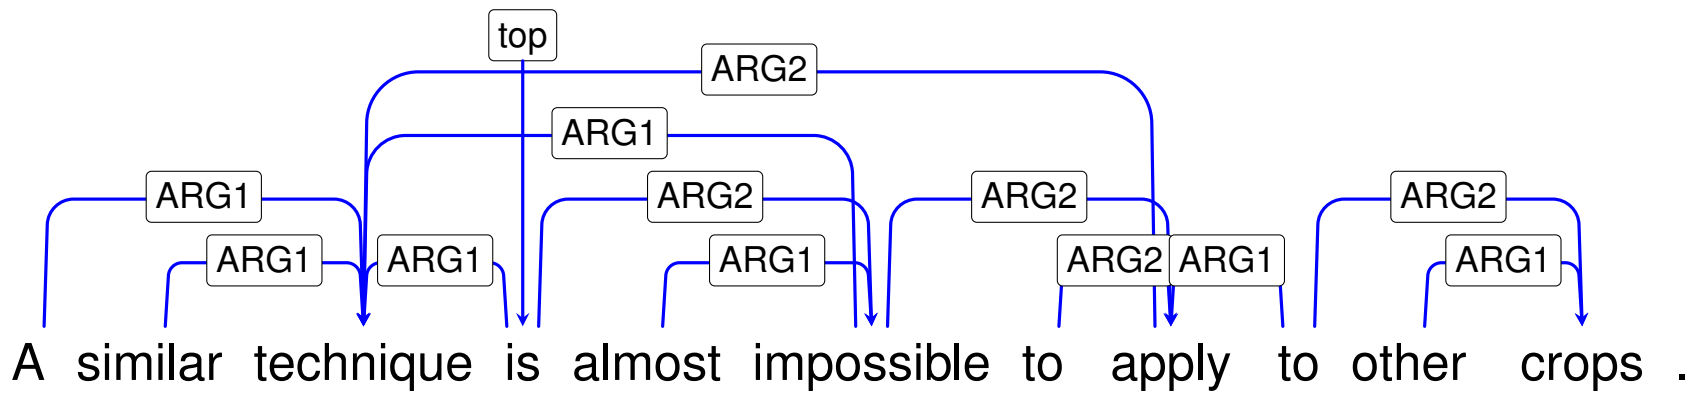 top
ARG2
ARG1
ARG1 ARG2 ARG2 ARG2
ARG1 ARG1 ARG1 ARG2 ARG1 ARG1
A similar technique is almost impossible to apply to other crops .